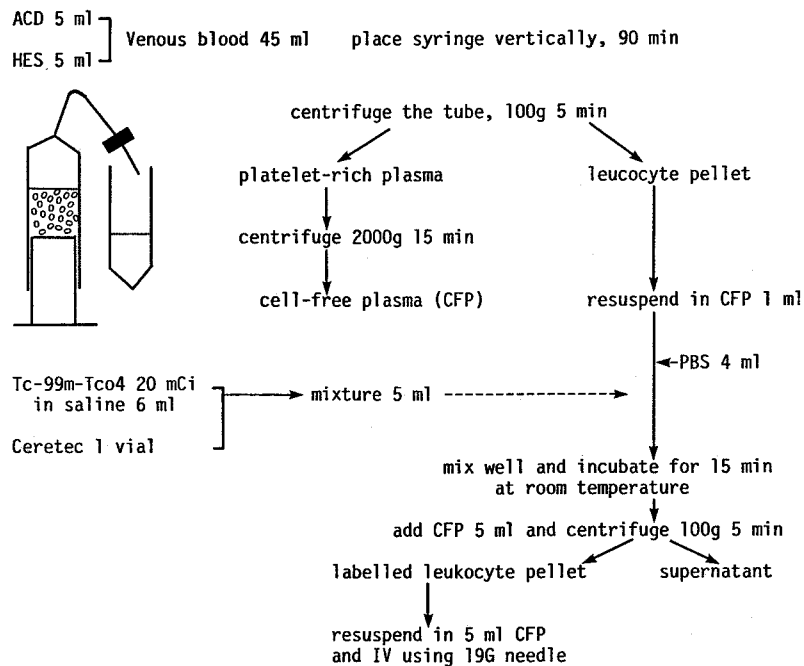 ACD 5 ml
HES 5 ml
Venous blood 45 ml place syringe vertically, 90 min
centrifuge the tube, 100g 5 min
platelet-rich plasma
leucocyte pellet
centrifuge 2000g 15 min
cell-free plasma (CFP)
resuspend in CFP 1 ml
PBS 4 ml
Tc-99m-Tco4 20 mCi
in saline 6 ml
mixture 5 ml
Ceretec 1 vial
mix well and incubate for 15 min
at room temperature
add CFP 5 ml and centrifuge 100g 5 min
labelled leukocyte pellet
supernatant
resuspend in 5 ml CFP
and IV using 19G needle